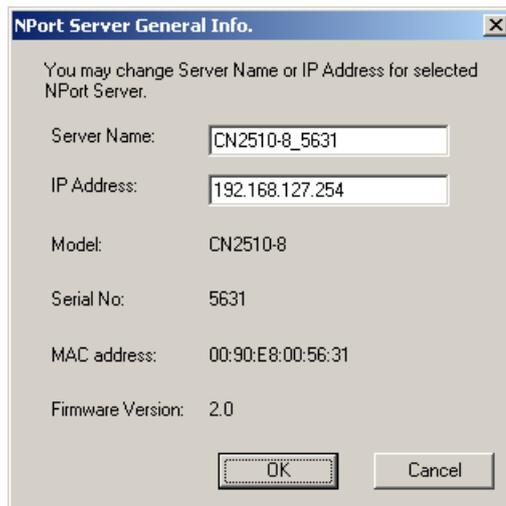 NPort Server General Info.
You may change Server Name or IP Address for selected
NPort Server.
Server Name: CN2510-8_5631
IP Address: 192.168.127.254
Model: CN2510-8
Serial No: 5631
MAC address: 00:90:E8:00:56:31
Firmware Version: 2.0
OK Cancel